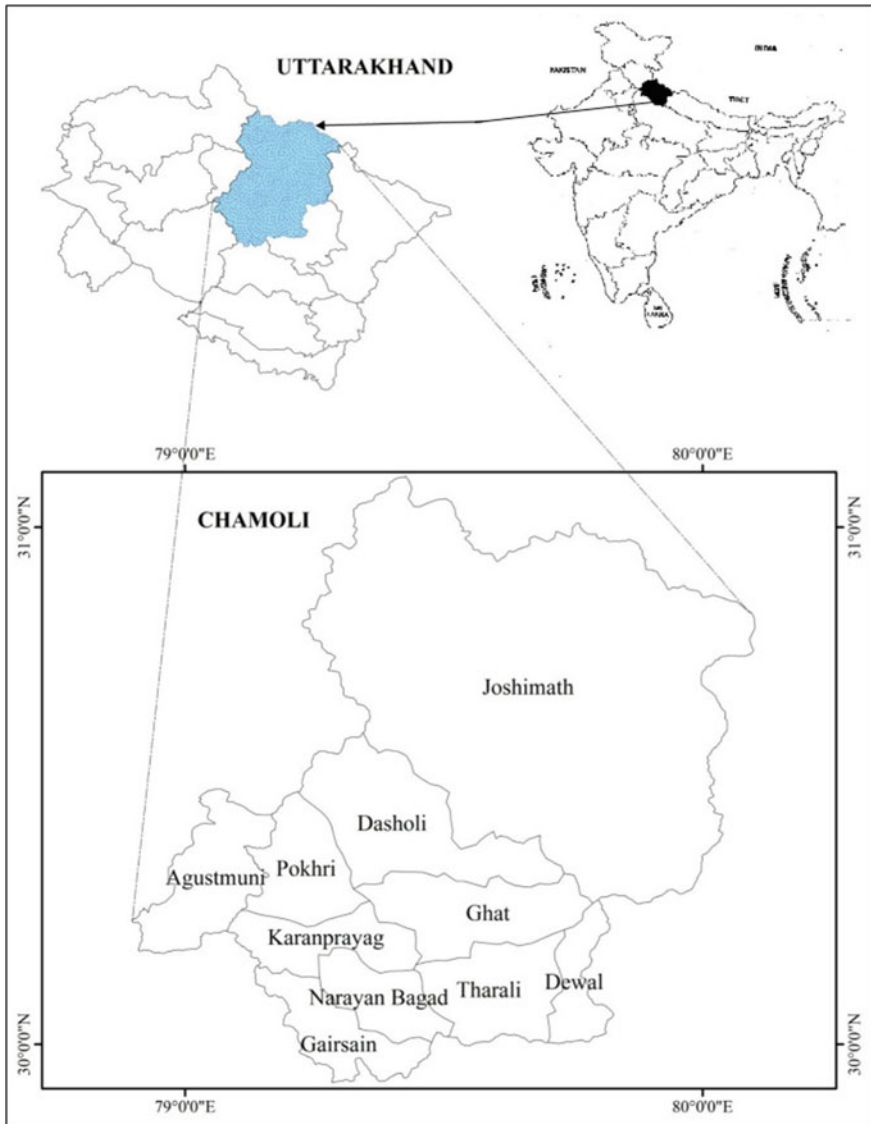 UTTARAKHAND
PAKISTAN
TIBET
79°0'0"E
80°0'0"E
CHAMOLI
31°0'0"N
31°0'0"N
Joshimath
Dasholi
Agustmuni
Pokhri
Ghat
Karanprayag
Narayan Bagad
Tharali
Dewal
Gairsain
30°0'0"N
30°0'0"N
79°0'0"E
80°0'0"E